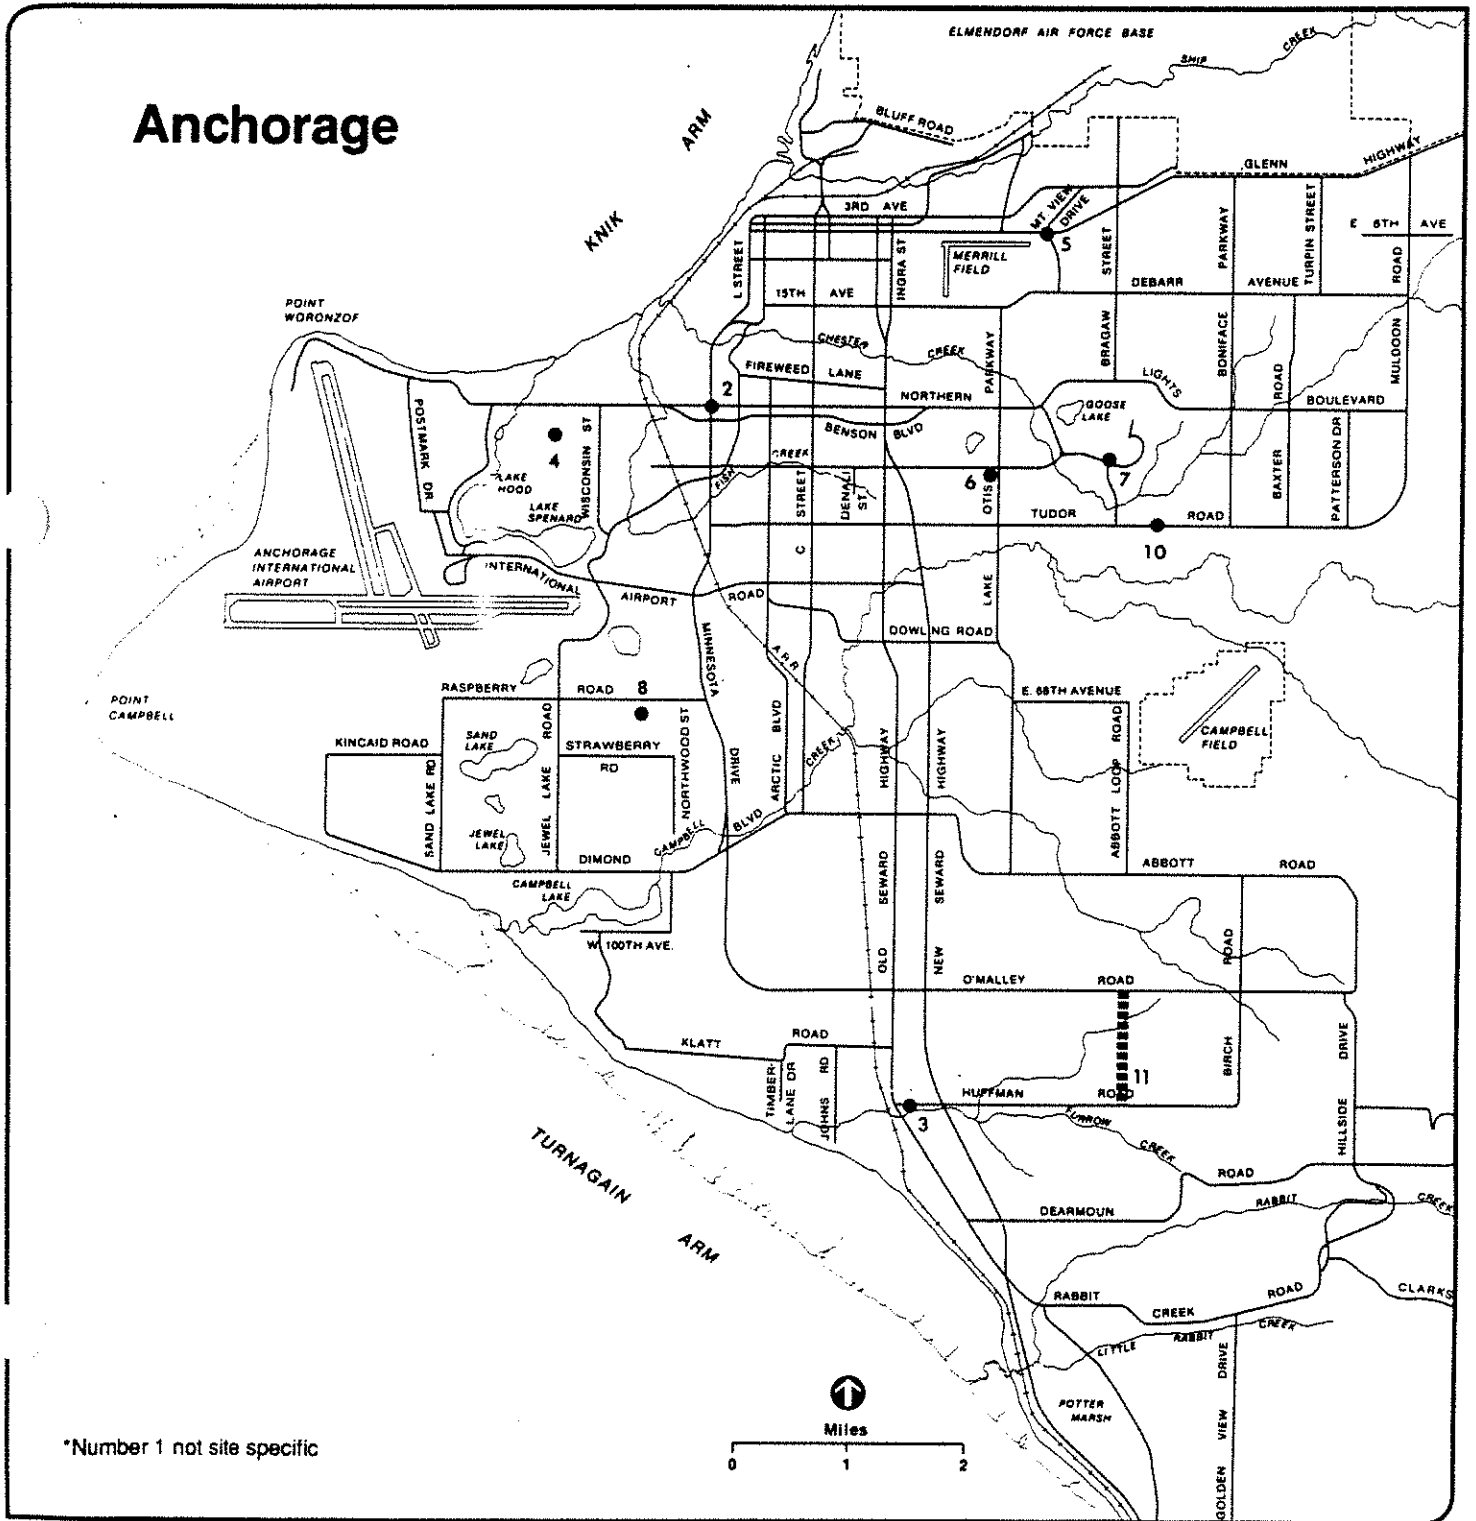 Anchorage
ELMENDORF AIR FORCE BASE
SHIP
CREEK
KNIK
ARM
BLUFF ROAD
GLENN
HIGHWAY
3RD AVE
MT. VIEW
DRIVE
5
E 6TH AVE
L STREET
INGRA ST
MERRILL
FIELD
BRAGAW
STREET
BONIFACE
PARKWAY
TURPIN STREET
MULDOON
ROAD
DEBARR
AVENUE
15TH AVE
POINT
WORONZOF
CHESTER
CREEK
FIREWEED LANE
2
NORTHERN
LIGHTS
BOULEVARD
GOOSE
LAKE
BENSON BLVD
POSTMARK DR
4
WISCONSIN ST
LAKE
HOOD
LAKE
SPENARD
FISH
CREEK
C STREET
DENALI
ST
6
LAKE OTIS PARKWAY
7
BAXTER ROAD
PATTERSON DR
TUDOR
ROAD
10
ANCHORAGE
INTERNATIONAL
AIRPORT
INTERNATIONAL
AIRPORT
ROAD
DOWLING ROAD
MINNESOTA
DRIVE
ARR
POINT
CAMPBELL
RASPBERRY
ROAD
8
E. 68TH AVENUE
CAMPBELL
FIELD
KINCAID ROAD
SAND
LAKE
STRAWBERRY
RD
NORTHWOOD ST
ARCTIC BLVD
SAND LAKE RD
JEWEL LAKE ROAD
JEWEL
LAKE
DIMOND
BLVD
CAMPBELL
CREEK
OLD SEWARD HIGHWAY
NEW SEWARD HIGHWAY
ABBOTT LOOP ROAD
ABBOTT
ROAD
CAMPBELL
LAKE
W. 100TH AVE.
O'MALLEY
ROAD
BIRCH ROAD
KLATT
ROAD
TIMBER-
LANE DR
JOHNS RD
11
HUFFMAN
ROAD
3
HILLSIDE DRIVE
FURROW
CREEK
TURNAGAIN
ARM
DEARMOUN
ROAD
RABBIT
CREEK
RABBIT
CREEK
ROAD
CLARKS
LITTLE
RABBIT
CREEK
GOLDEN VIEW DRIVE
POTTER
MARSH
Miles
0 1 2
*Number 1 not site specific